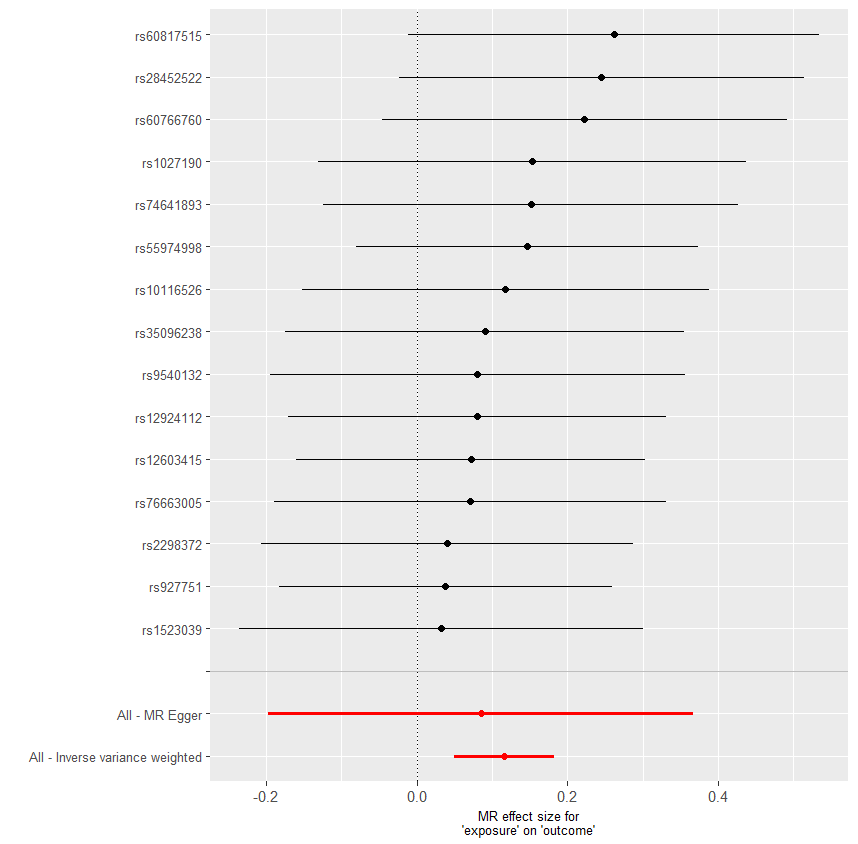 rs60817515
rs28452522
rs60766760
rs1027190
rs74641893
rs55974998
rs10116526
rs35096238
rs9540132
rs12924112
rs12603415
rs76663005
rs2298372
rs927751
rs1523039
All - MR Egger
All - Inverse variance weighted
-0.2 0.0 0.2 0.4
MR effect size for
'exposure' on 'outcome'